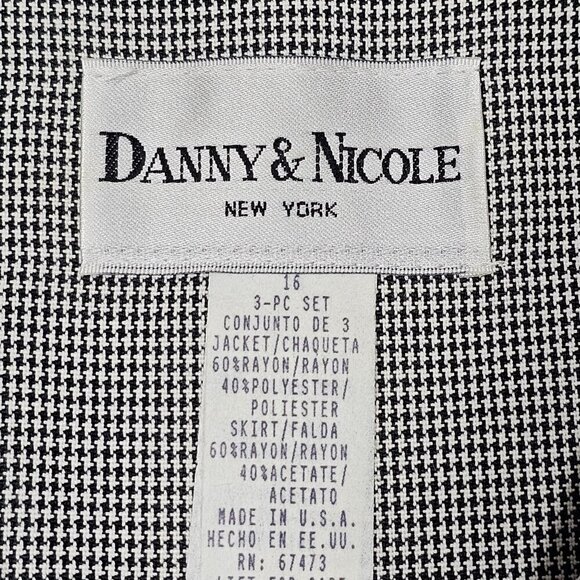 DANNY & NICOLE
NEW YORK
16
3-PC SET
CONJUNTO DE 3
JACKET/CHAQUETA
60%RAYON/RAYON
40%POLYESTER/
POLIESTER
SKIRT/FALDA
60%RAYON/RAYON
40%ACETATE/
ACETATO
MADE IN U.S.A.
HECHO EN EE.UU.
RN: 67473